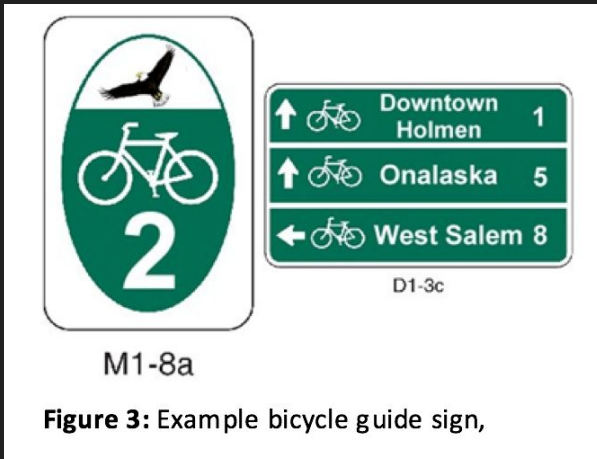 2
M1-8a
Downtown
Holmen 1
Onalaska 5
West Salem 8
D1-3c
Figure 3: Example bicycle guide sign,